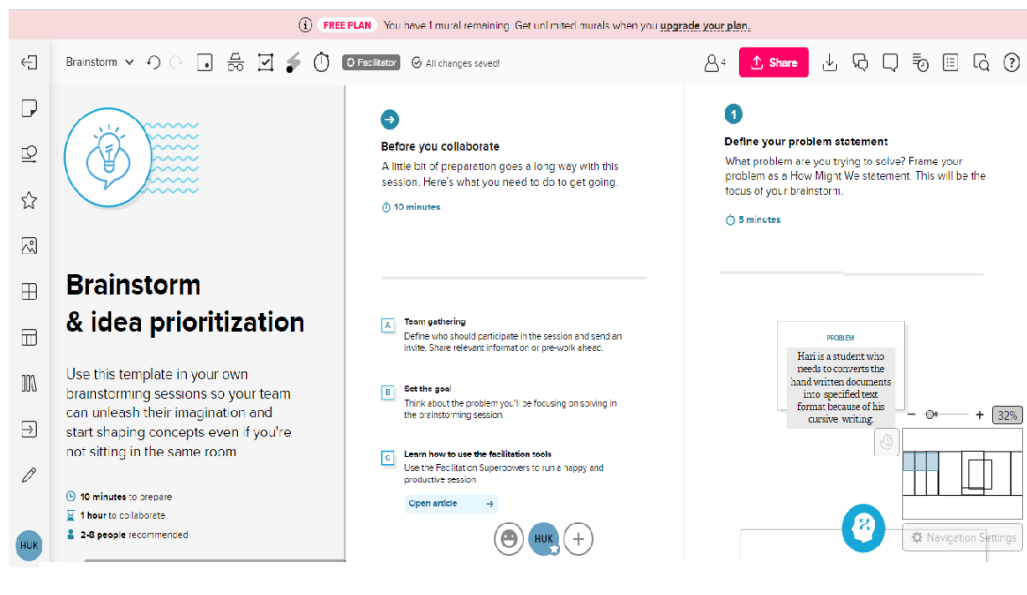 FREE PLAN You have 1 mural remaining. Get unlimited murals when you upgrade your plan.
Brainstorm
Facilitator
All changes saved!
4
Share
Brainstorm
& idea prioritization
Use this template in your own
brainstorming sessions so your team
can unleash their imagination and
start shaping concepts even if you're
not sitting in the same room
10 minutes to prepare
1 hour to collaborate
2-8 people recommended
HUK
Before you collaborate
A little bit of preparation goes a long way with this
session. Here's what you need to do to get going.
10 minutes
A
Team gathering
Define who should participate in the session and send an
invite. Share relevant information or pre-work ahead.
B
Set the goal
Think about the problem you'll be focusing on solving in
the brainstorming session.
C
Learn how to use the facilitation tools
Use the Facilitation Superpowers to run a happy and
productive session
Open article
HUK
1
Define your problem statement
What problem are you trying to solve? Frame your
problem as a How Might We statement. This will be the
focus of your brainstorm.
5 minutes
PROBLEM
Hari is a student who
needs to converts the
hand written documents
into specified text
format because of his
cursive writing.
32%
Navigation Settings